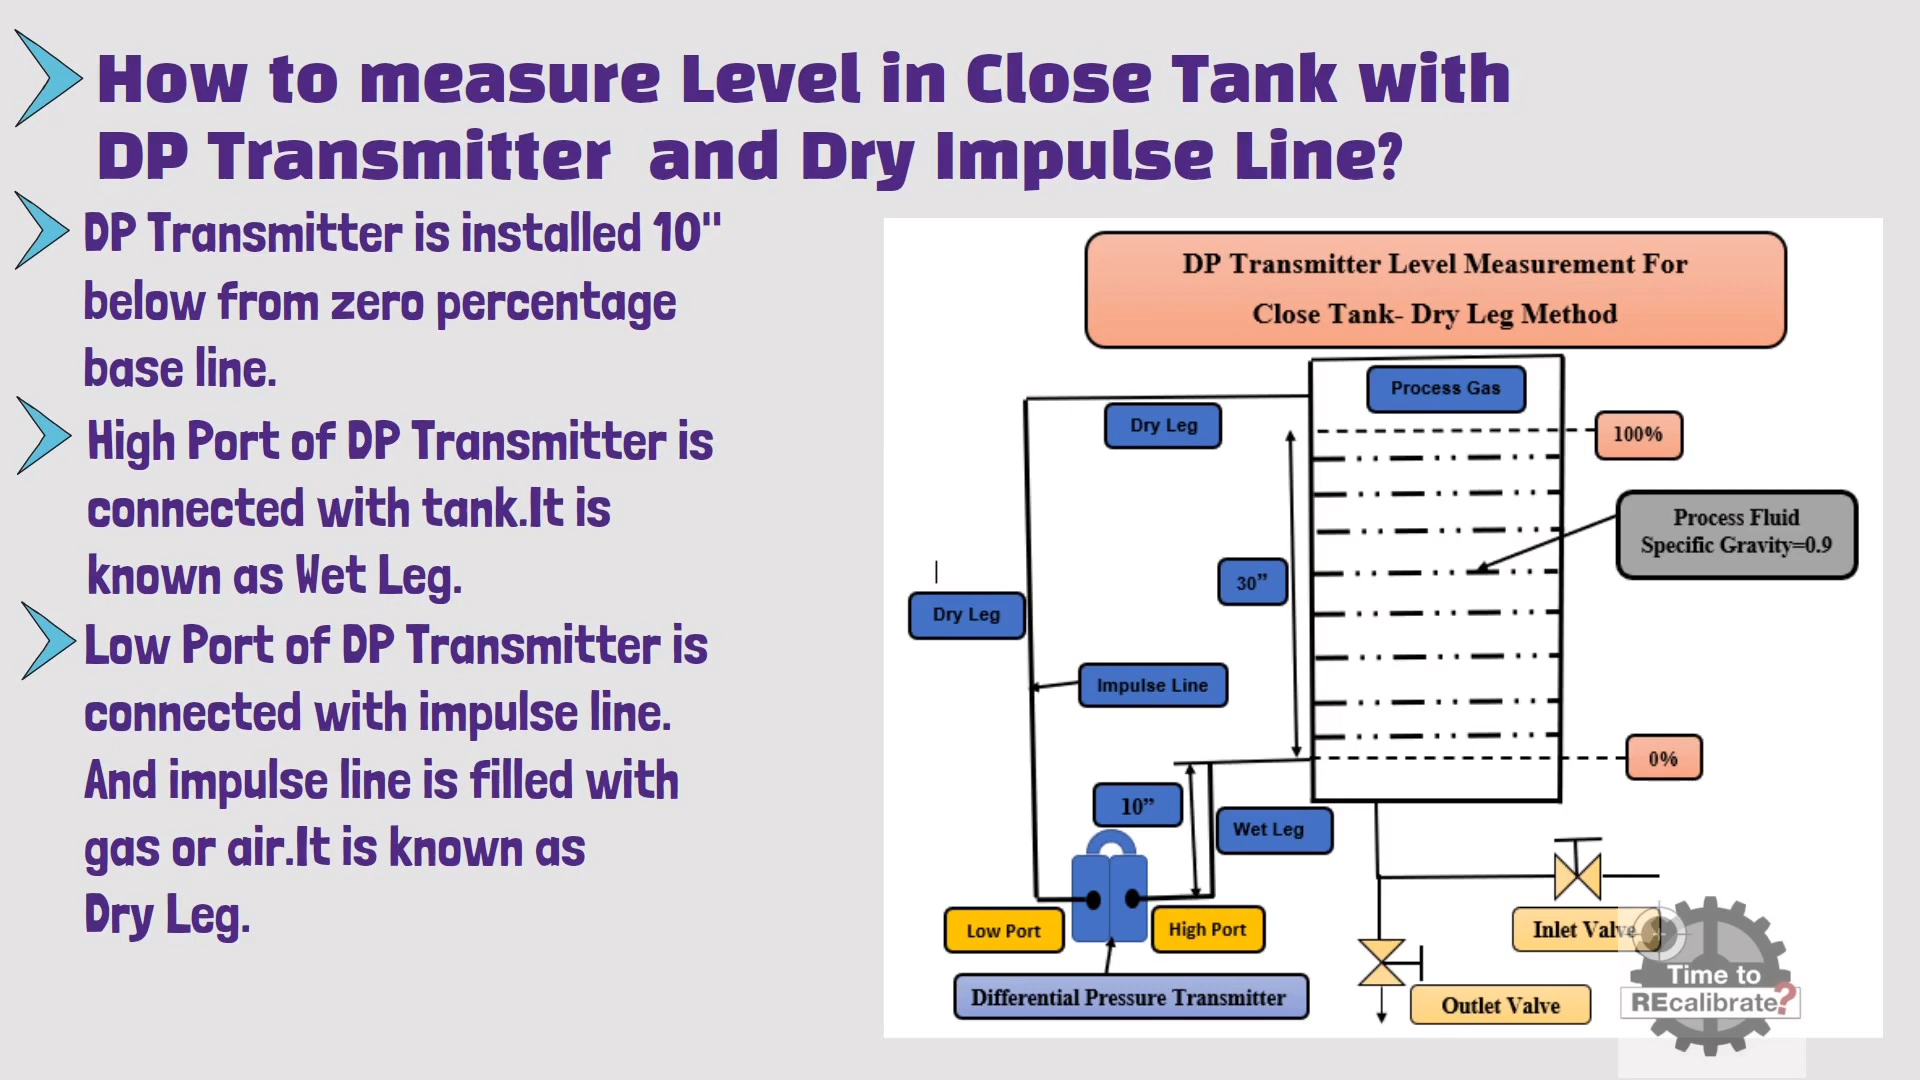 How to measure Level in Close Tank with
DP Transmitter and Dry Impulse Line?
DP Transmitter is installed 10"
below from zero percentage
base line.
High Port of DP Transmitter is
connected with tank.It is
known as Wet Leg.
Low Port of DP Transmitter is
connected with impulse line.
And impulse line is filled with
gas or air.It is known as
Dry Leg.
DP Transmitter Level Measurement For
Close Tank- Dry Leg Method
Process Gas
Dry Leg
100%
Process Fluid
Specific Gravity=0.9
30”
Dry Leg
Impulse Line
0%
10”
Wet Leg
Low Port
High Port
Inlet Valve
Differential Pressure Transmitter
Outlet Valve
Time to
REcalibrate?